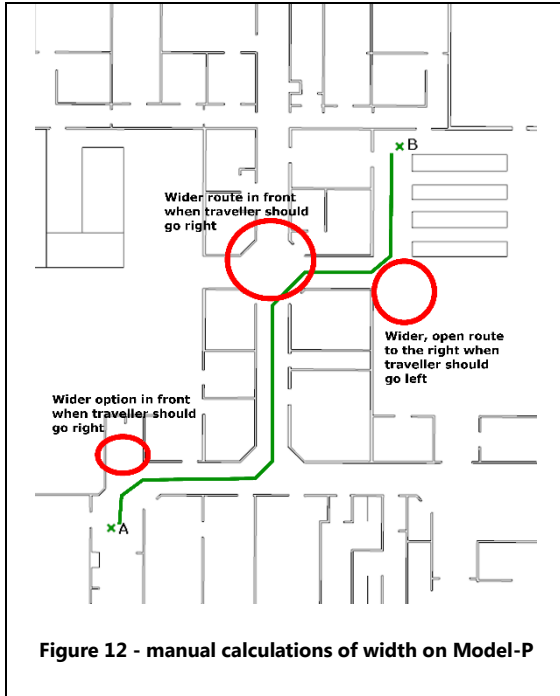 B
Wider route in front
when traveller should
go right
Wider, open route
to the right when
traveller should
go left
Wider option in front
when traveller should
go right
A
Figure 12 - manual calculations of width on Model-P